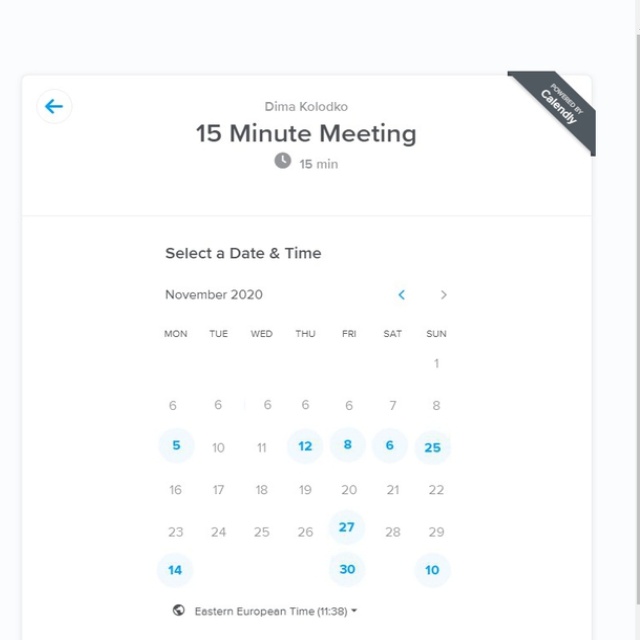 Dima Kolodko
15 Minute Meeting
15 min
POWERED BY
Calendly
Select a Date & Time
November 2020
MON TUE WED THU FRI SAT SUN
1
6 6 6 6 6 7 8
5 10 11 12 8 6 25
16 17 18 19 20 21 22
23 24 25 26 27 28 29
14 30 10
Eastern European Time (11:38)